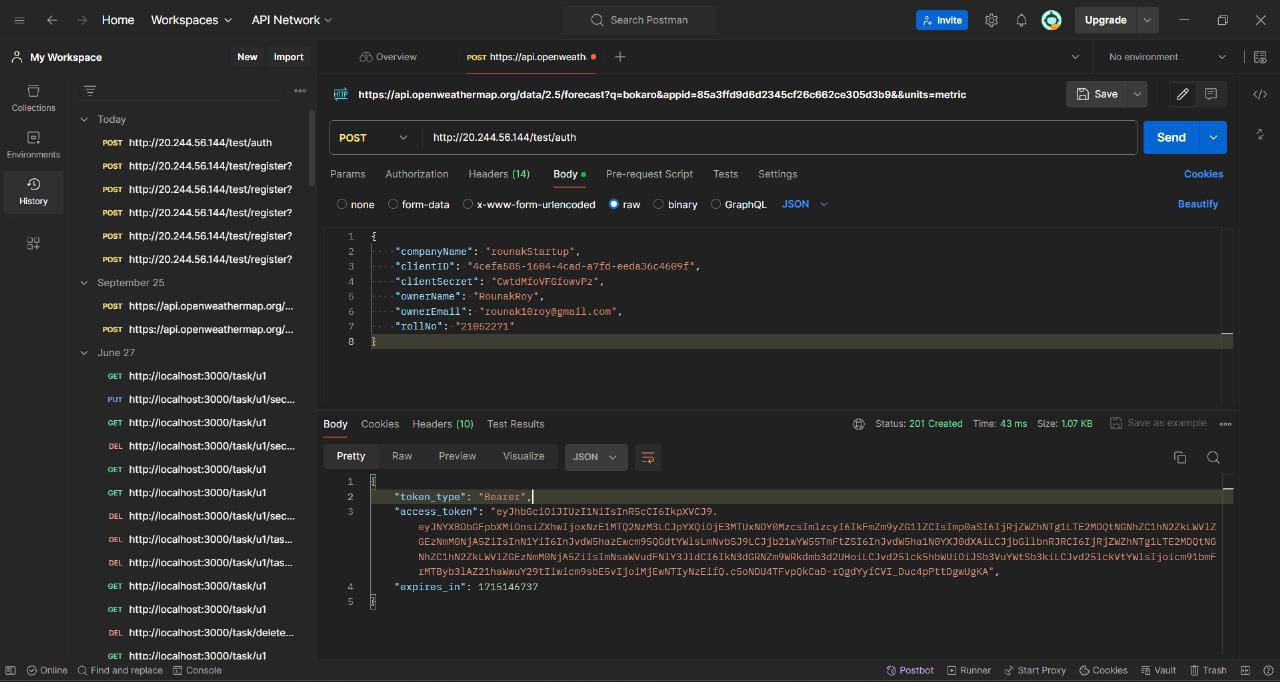 Home Workspaces API Network Search Postman Invite Upgrade
My Workspace New Import Overview POST https://api.openweath No environment
Collections
Environments
History
Today
POST http://20.244.56.144/test/auth
POST http://20.244.56.144/test/register?
POST http://20.244.56.144/test/register?
POST http://20.244.56.144/test/register?
POST http://20.244.56.144/test/register?
POST http://20.244.56.144/test/register?
September 25
POST https://api.openweathermap.org/...
POST https://api.openweathermap.org/...
June 27
GET http://localhost:3000/task/u1
PUT http://localhost:3000/task/u1/sec...
GET http://localhost:3000/task/u1
DEL http://localhost:3000/task/u1/sec...
GET http://localhost:3000/task/u1
GET http://localhost:3000/task/u1
DEL http://localhost:3000/task/u1/sec...
DEL http://localhost:3000/task/u1/tas...
DEL http://localhost:3000/task/u1/tas...
GET http://localhost:3000/task/u1
GET http://localhost:3000/task/u1
DEL http://localhost:3000/task/delete...
GET http://localhost:3000/task/u1
HTTP https://api.openweathermap.org/data/2.5/forecast?q=bokaro&appid=85a3ffd9d6d2345cf26c662ce305d3b9&&units=metric Save
POST http://20.244.56.144/test/auth Send
Params Authorization Headers (14) Body Pre-request Script Tests Settings Cookies
none form-data x-www-form-urlencoded raw binary GraphQL JSON Beautify
1 {
2 "companyName": "rounakStartup",
3 "clientID": "4cefa585-1604-4cad-a7fd-eeda36c4609f",
4 "clientSecret": "CwtdMfoVFGfowvPz",
5 "ownerName": "RounakRoy",
6 "ownerEmail": "rounak10roy@gmail.com",
7 "rollNo": "21052271"
8 }
Body Cookies Headers (10) Test Results Status: 201 Created Time: 43 ms Size: 1.07 KB Save as example
Pretty Raw Preview Visualize JSON
1 {
2 "token_type": "Bearer",
3 "access_token": "eyJhbGciOiJIUzI1NiIsInR5cCI6IkpXVCJ9.
4 "expires_in": 1715146737
5 }
Online Find and replace Console Postbot Runner Start Proxy Cookies Vault Trash